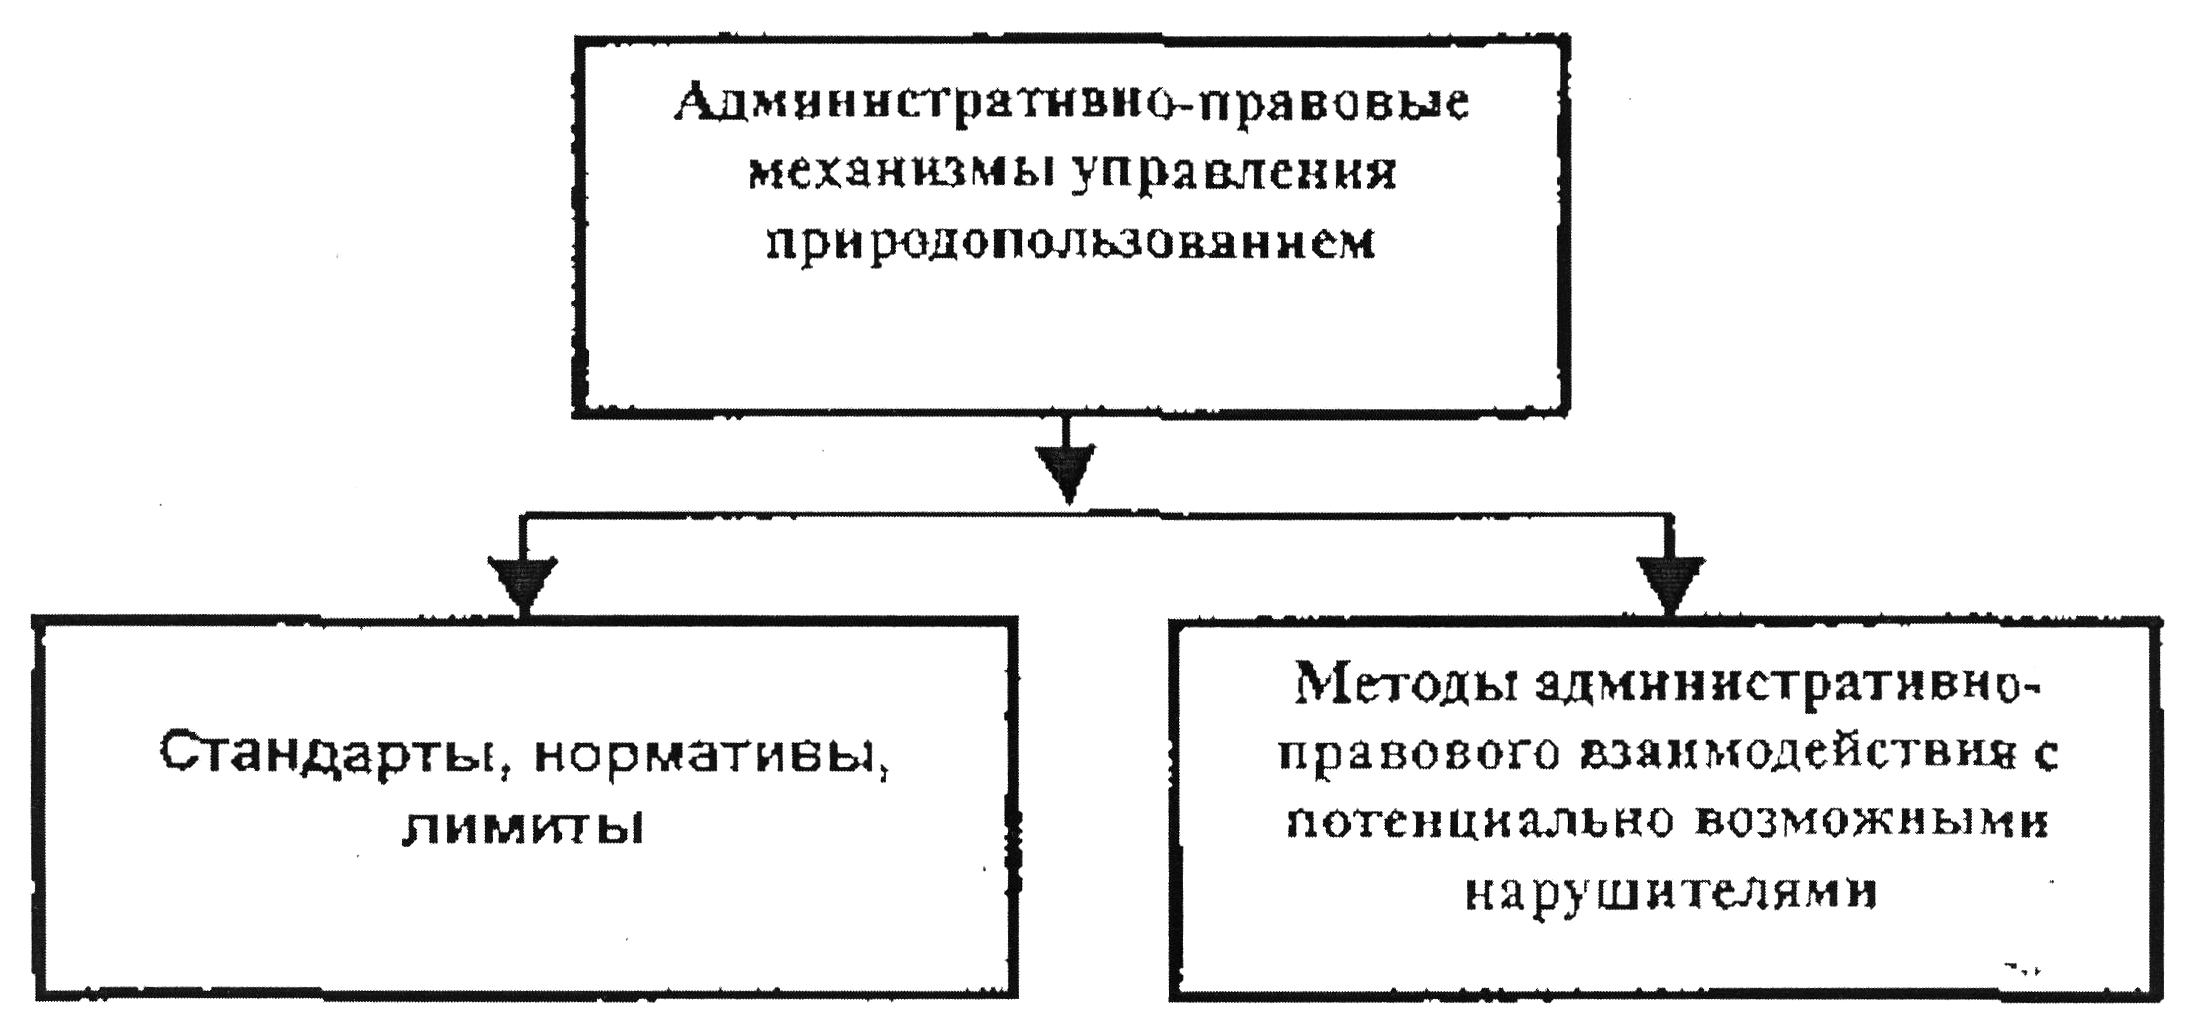 Административно-правовые
механизмы управления
природопользованием
Стандарты, нормативы,
лимиты
Методы административно-
правового взаимодействия с
потенциально возможными
нарушителями